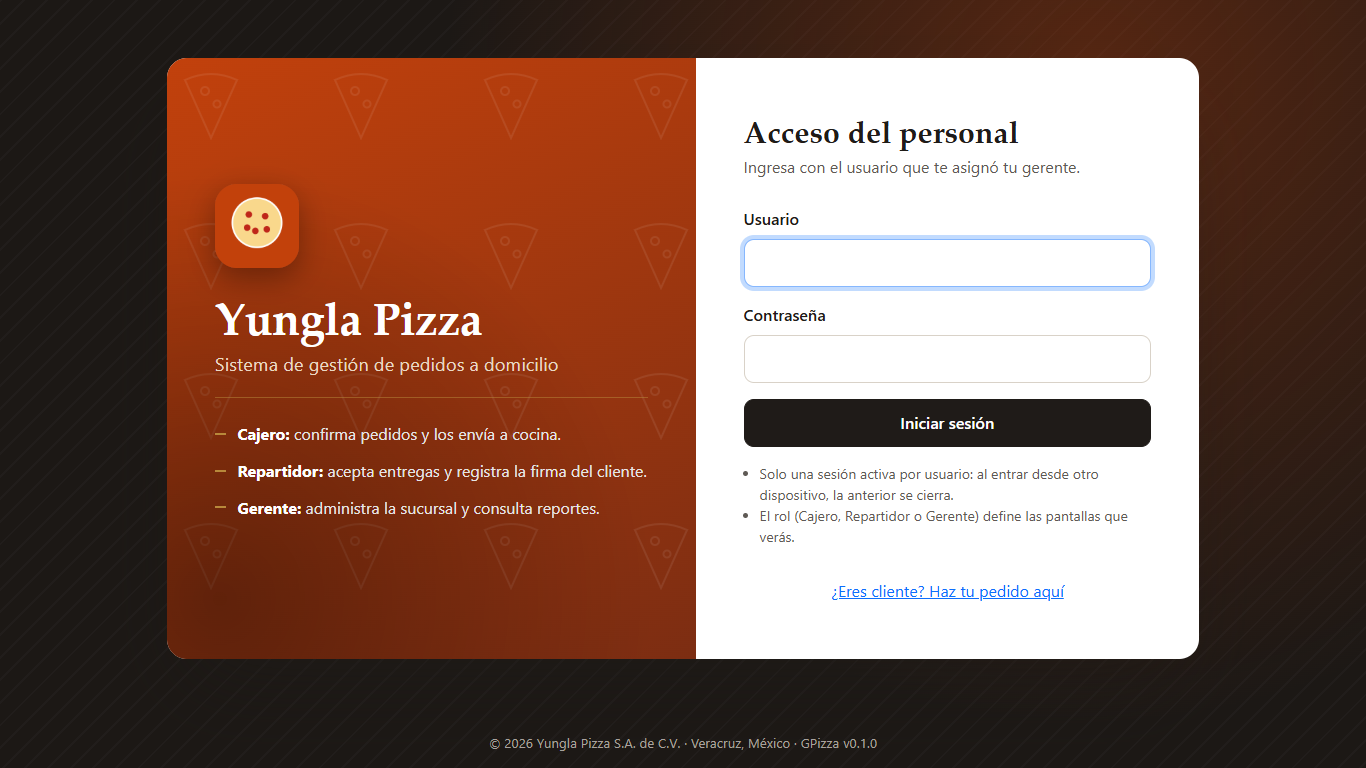 Yungla Pizza
Sistema de gestión de pedidos a domicilio
Cajero: confirma pedidos y los envía a cocina.
Repartidor: acepta entregas y registra la firma del cliente.
Gerente: administra la sucursal y consulta reportes.
Acceso del personal
Ingresa con el usuario que te asignó tu gerente.
Usuario
Contraseña
Iniciar sesión
Solo una sesión activa por usuario: al entrar desde otro
dispositivo, la anterior se cierra.
El rol (Cajero, Repartidor o Gerente) define las pantallas que
verás.
¿Eres cliente? Haz tu pedido aquí
© 2026 Yungla Pizza S.A. de C.V. · Veracruz, México · GPizza v0.1.0